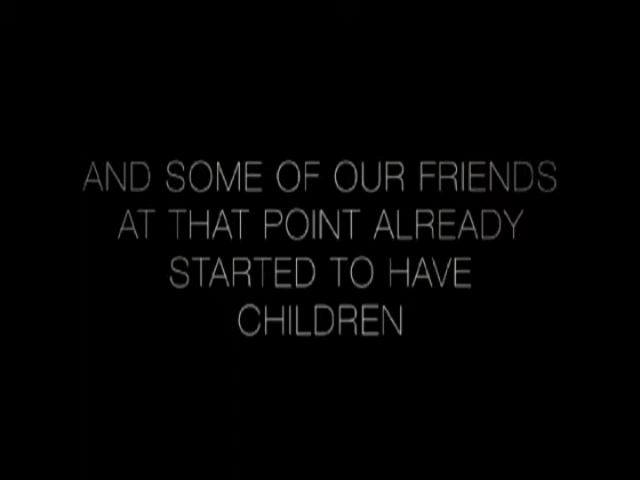 AND SOME OF OUR FRIENDS
AT THAT POINT ALREADY
STARTED TO HAVE
CHILDREN